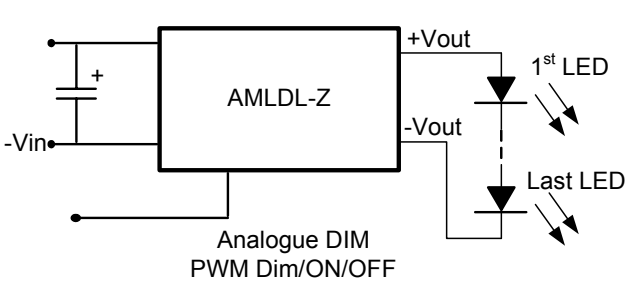 +Vout
1st LED
+
AMLDL-Z
-Vout
-Vin
Last LED
Analogue DIM
PWM Dim/ON/OFF